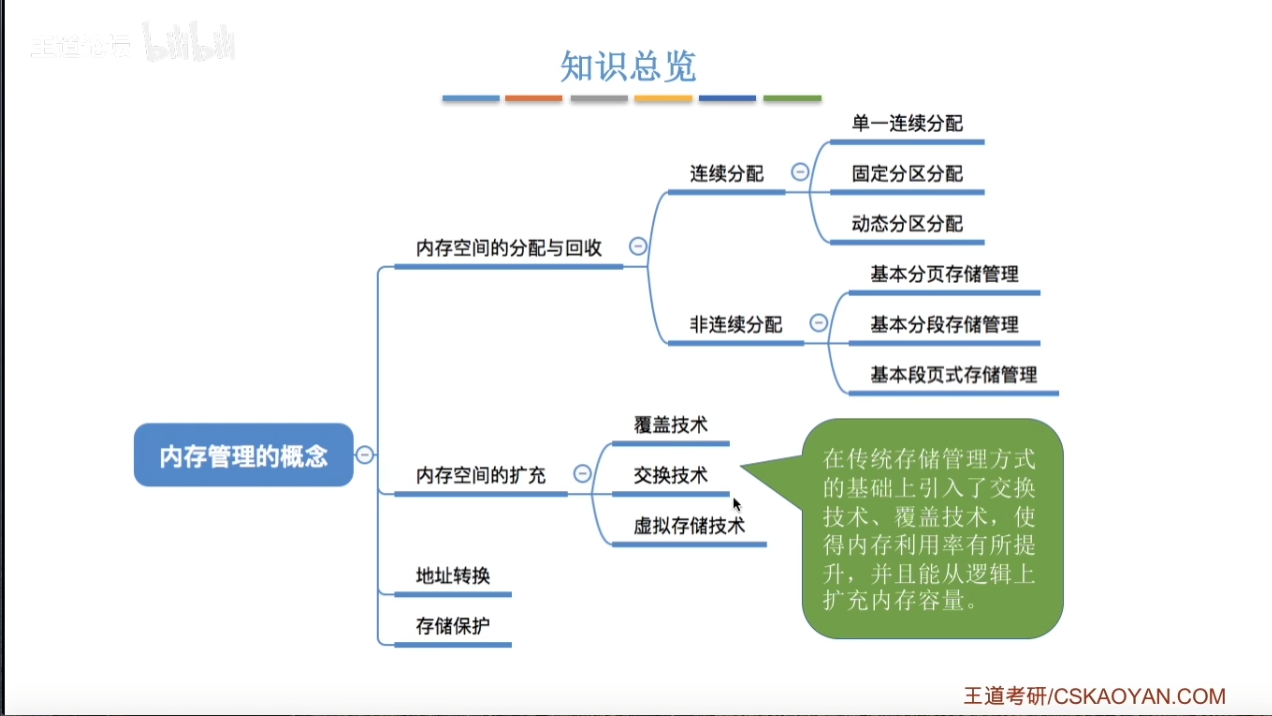 王道论坛 bilibili
知识总览
单一连续分配
连续分配
固定分区分配
动态分区分配
内存空间的分配与回收
基本分页存储管理
非连续分配
基本分段存储管理
基本段页式存储管理
内存管理的概念
覆盖技术
内存空间的扩充
交换技术
虚拟存储技术
在传统存储管理方式
的基础上引入了交换
技术、覆盖技术，使
得内存利用率有所提
升，并且能从逻辑上
扩充内存容量。
地址转换
存储保护
王道考研/CSKAOYAN.COM